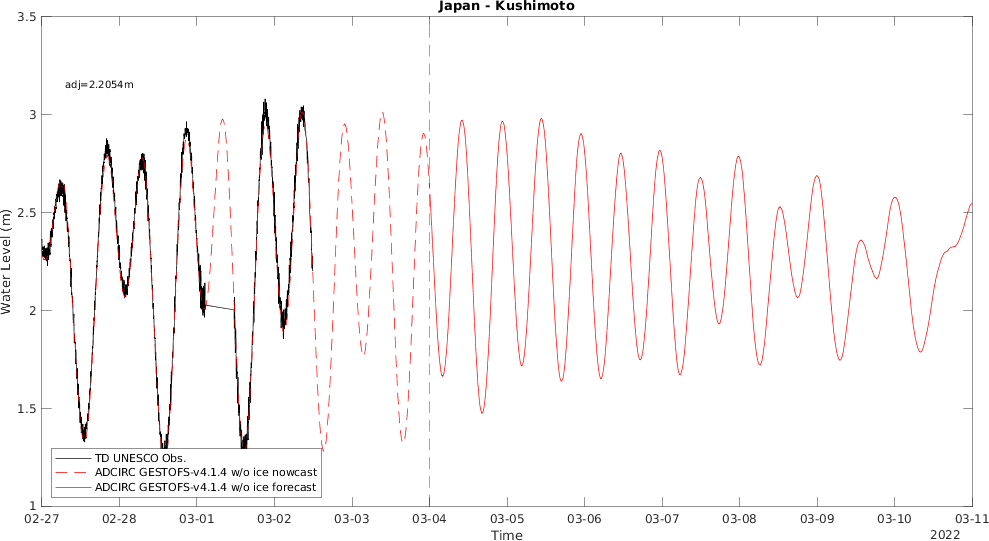 Japan - Kushimoto
3.5
adj=2.2054m
3
2.5
Water Level (m)
2
1.5
TD UNESCO Obs.
ADCIRC GESTOFS-v4.1.4 w/o ice nowcast
ADCIRC GESTOFS-v4.1.4 w/o ice forecast
1
02-27 02-28 03-01 03-02 03-03 03-04 03-05 03-06 03-07 03-08 03-09 03-10 03-11
Time
2022